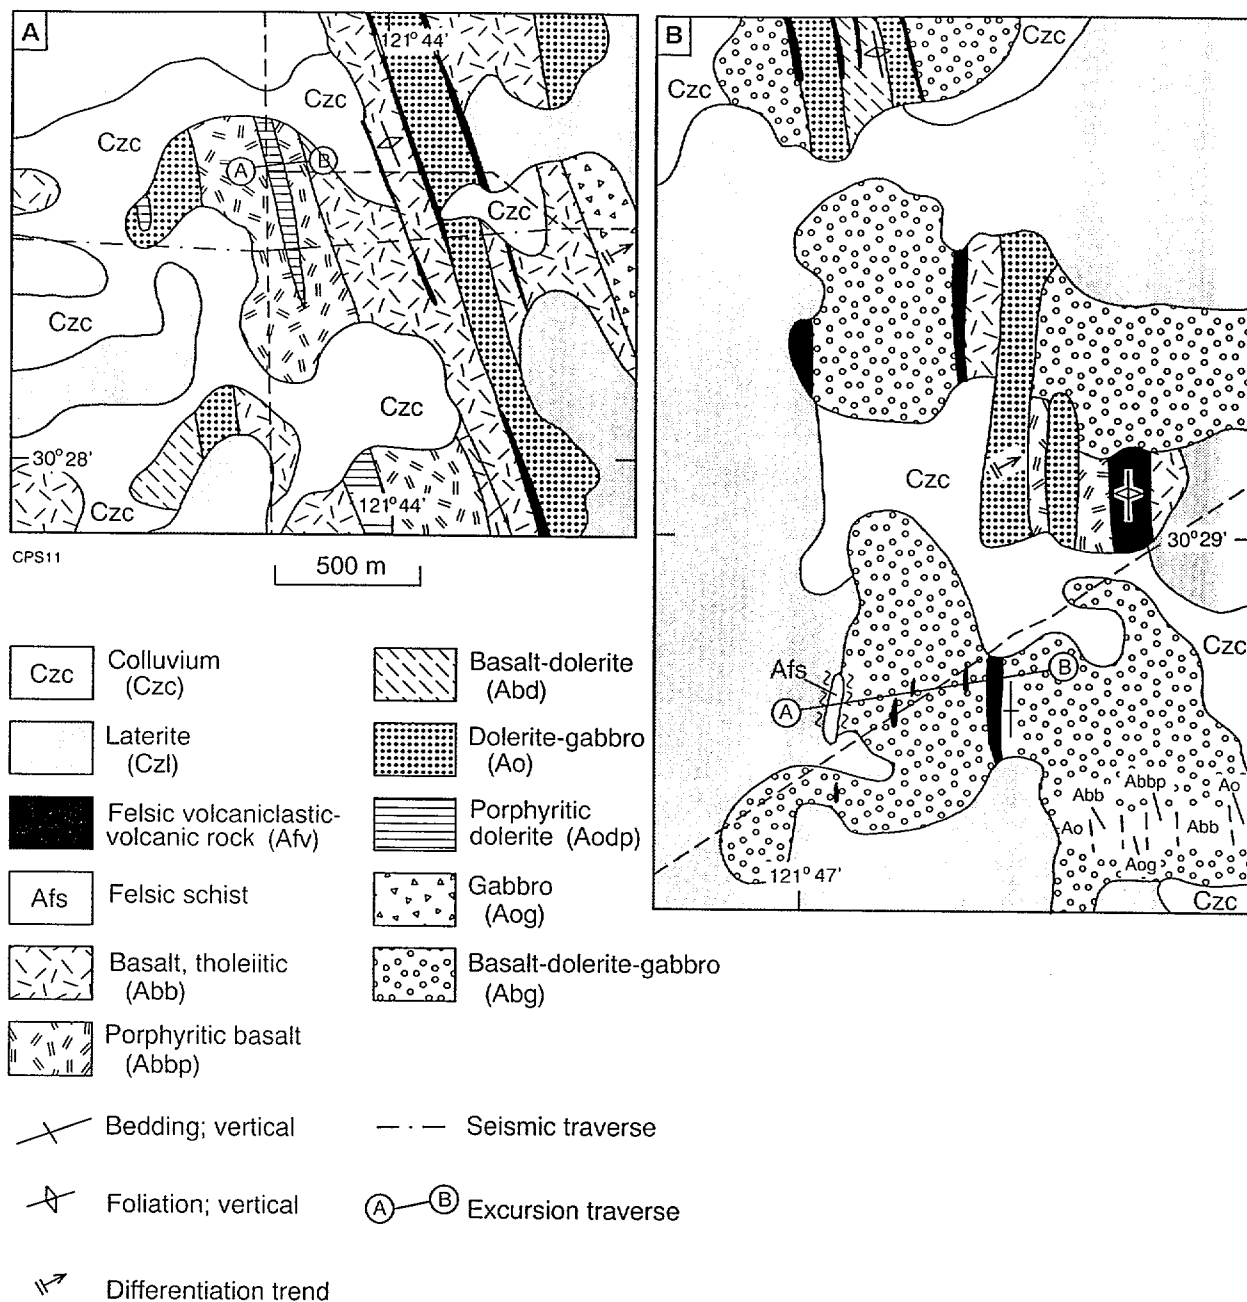 A
121° 44'
Czc
Czc
A
B
Czc
Czc
Czc
30° 28'
121° 44'
Czc
CPS11
500 m
B
Czc
Czc
Czc
30° 29'
Czc
Afs
A
B
Abb
Abbp
Ao
Ao
Abb
Aog
121° 47'
Czc
Czc
Colluvium
(Czc)
Laterite
(Czl)
Felsic volcaniclastic-
volcanic rock (Afv)
Afs
Felsic schist
Basalt, tholeiitic
(Abb)
Porphyritic basalt
(Abbp)
Basalt-dolerite
(Abd)
Dolerite-gabbro
(Ao)
Porphyritic
dolerite (Aodp)
Gabbro
(Aog)
Basalt-dolerite-gabbro
(Abg)
Bedding; vertical
Foliation; vertical
Differentiation trend
Seismic traverse
A
B
Excursion traverse